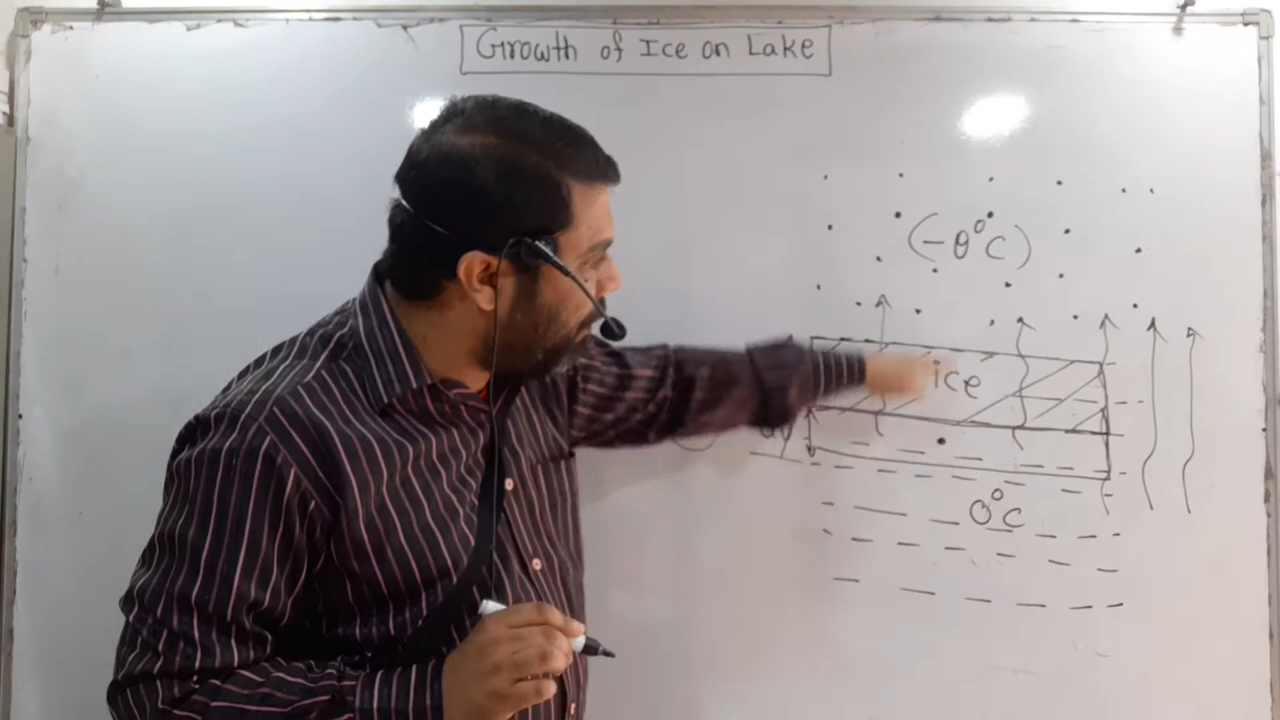 Growth of Ice on Lake
(-θ°C)
ice
0°C